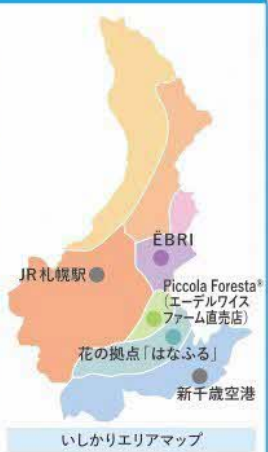 ËBRI
JR札幌駅
Piccola Foresta®
（エーデルワイス
ファーム直売店）
花の拠点「はなふる」
新千歳空港
いしかりエリアマップ